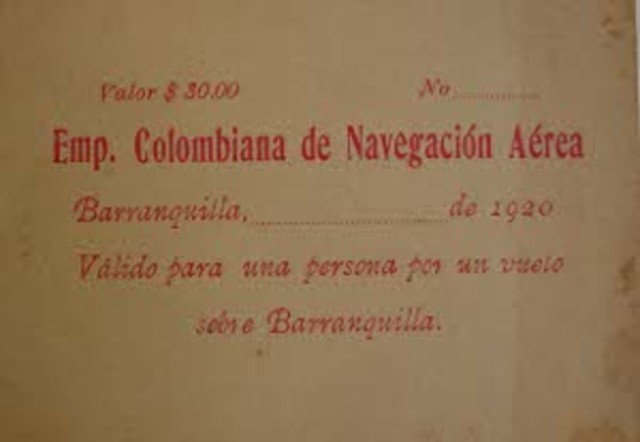 Valor $ 30.00 No.............
Emp. Colombiana de Navegación Aérea
Barranquilla, .............................. de 1920
Válido para una persona por un vuelo
sobre Barranquilla.